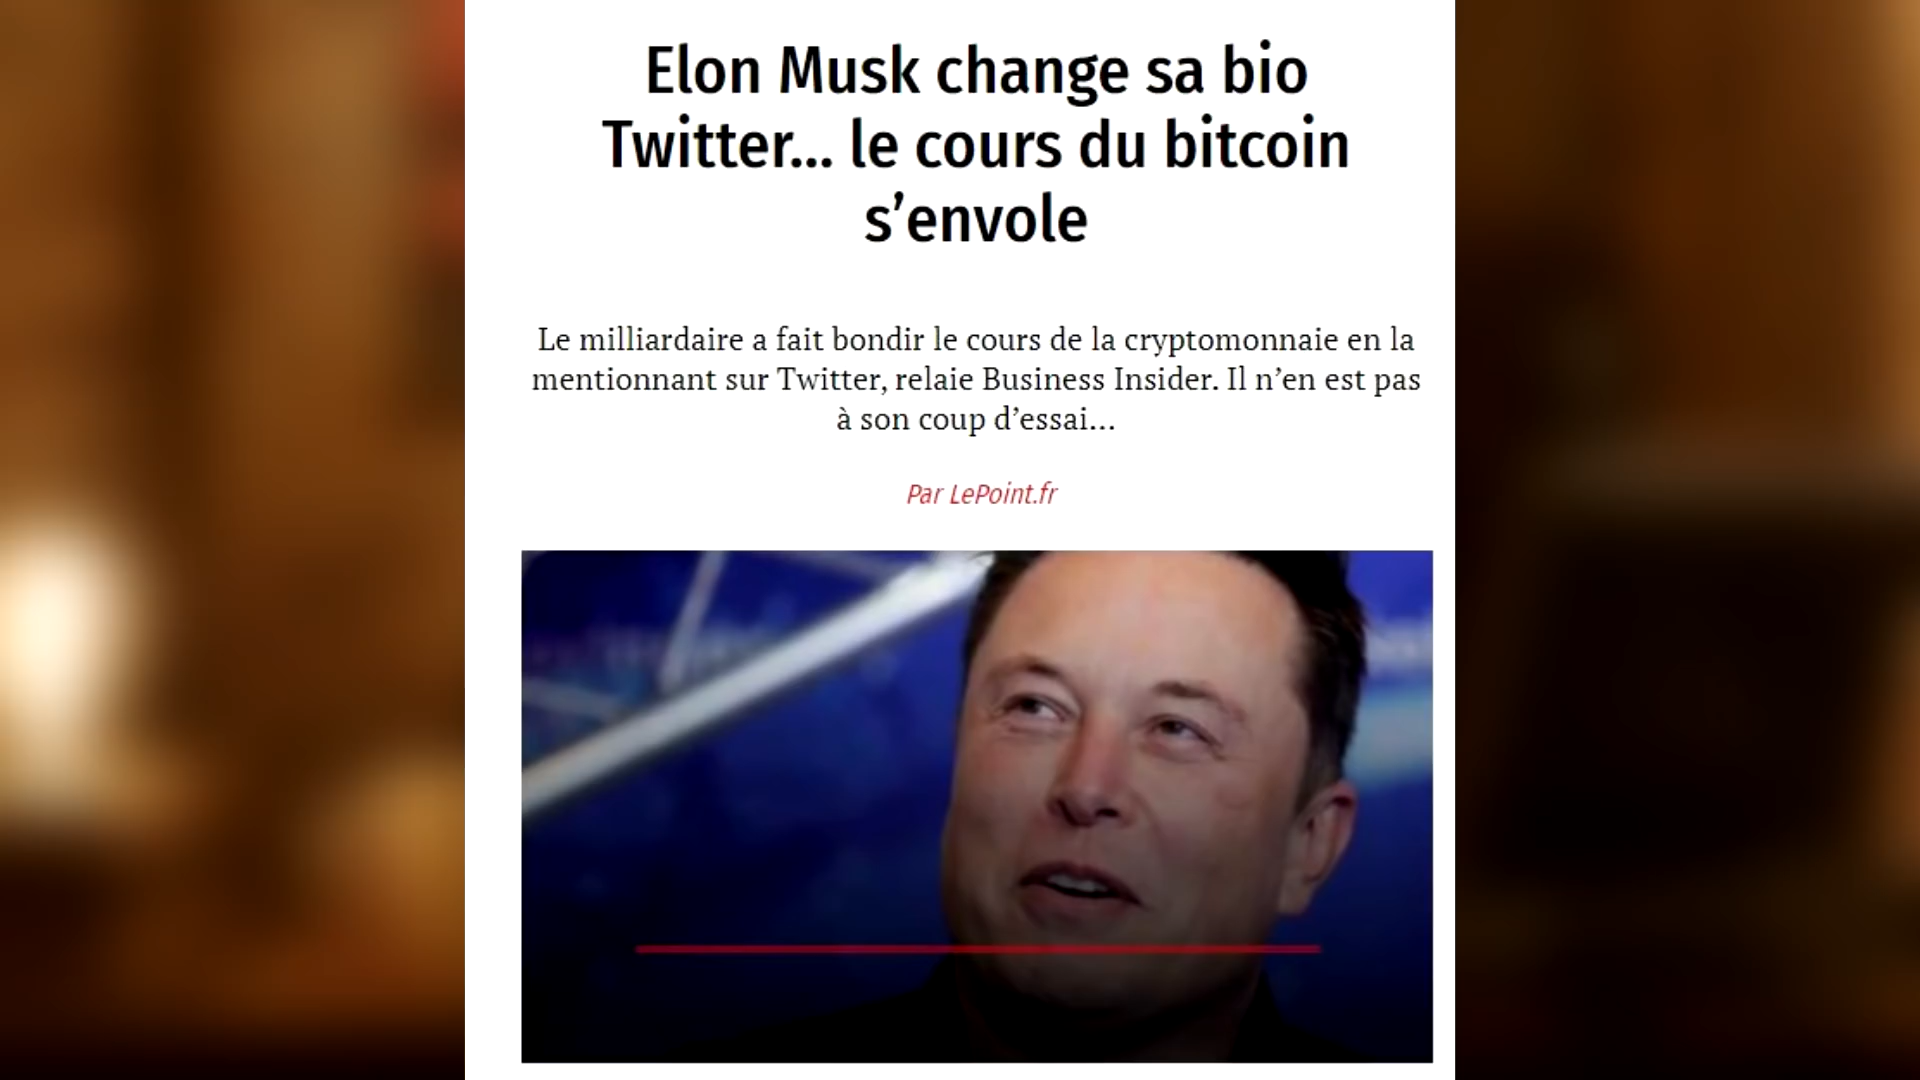 Elon Musk change sa bio
Twitter... le cours du bitcoin
s’envole
Le milliardaire a fait bondir le cours de la cryptomonnaie en la
mentionnant sur Twitter, relaie Business Insider. Il n’en est pas
à son coup d’essai…
Par LePoint.fr